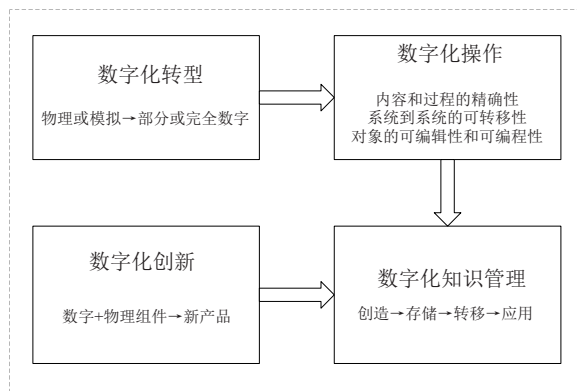 数字化转型
物理或模拟→部分或完全数字
数字化操作
内容和过程的精确性
系统到系统的可转移性
对象的可编辑性和可编程性
数字化创新
数字+物理组件→新产品
数字化知识管理
创造→存储→转移→应用